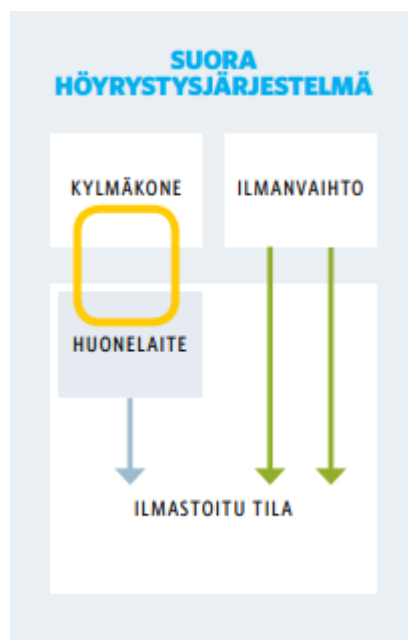 SUORA
HÖYRYSTYSJÄRJESTELMÄ
KYLMÄKONE
ILMANVAIHTO
HUONELAITE
ILMASTOITU TILA